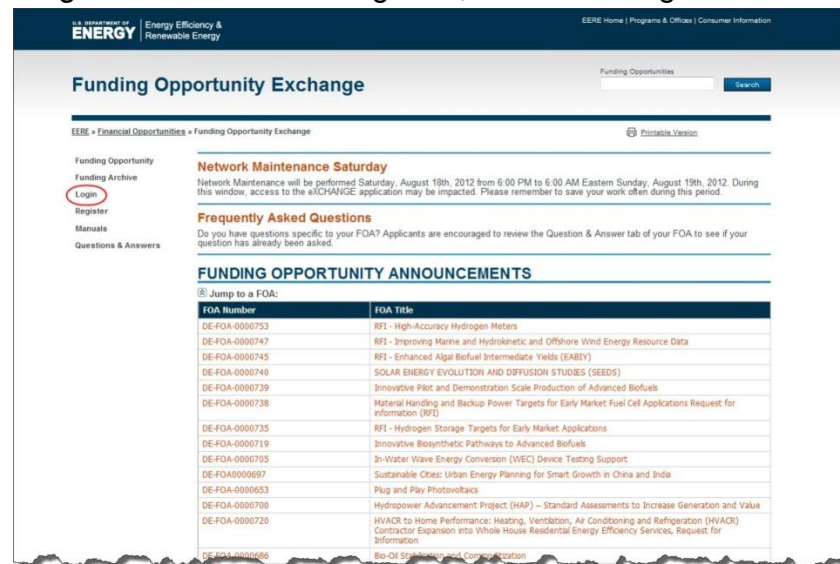 U.S. DEPARTMENT OF
ENERGY
Energy Efficiency &
Renewable Energy
EERE Home | Programs & Offices | Consumer Information
Funding Opportunity Exchange
Funding Opportunities
Search
EERE » Financial Opportunities » Funding Opportunity Exchange
Printable Version
Funding Opportunity
Funding Archive
Login
Register
Manuals
Questions & Answers
Network Maintenance Saturday
Network Maintenance will be performed Saturday, August 18th, 2012 from 6:00 PM to 6:00 AM Eastern Sunday, August 19th, 2012. During
this window, access to the eXCHANGE application may be impacted. Please remember to save your work often during this period.
Frequently Asked Questions
Do you have questions specific to your FOA? Applicants are encouraged to review the Question & Answer tab of your FOA to see if your
question has already been asked.
FUNDING OPPORTUNITY ANNOUNCEMENTS
Jump to a FOA:
FOA Number FOA Title
DE-FOA-0000753 RFI - High-Accuracy Hydrogen Meters
DE-FOA-0000747 RFI - Improving Marine and Hydrokinetic and Offshore Wind Energy Resource Data
DE-FOA-0000745 RFI - Enhanced Algal Biofuel Intermediate Yields (EABIY)
DE-FOA-0000740 SOLAR ENERGY EVOLUTION AND DIFFUSION STUDIES (SEEDS)
DE-FOA-0000739 Innovative Pilot and Demonstration Scale Production of Advanced Biofuels
DE-FOA-0000738 Material Handling and Backup Power Targets for Early Market Fuel Cell Applications Request for
information (RFI)
DE-FOA-0000735 RFI - Hydrogen Storage Targets for Early Market Applications
DE-FOA-0000719 Innovative Biosynthetic Pathways to Advanced Biofuels
DE-FOA-0000705 In-Water Wave Energy Conversion (WEC) Device Testing Support
DE-FOA0000697 Sustainable Cities: Urban Energy Planning for Smart Growth in China and India
DE-FOA-0000653 Plug and Play Photovoltaics
DE-FOA-0000700 Hydropower Advancement Project (HAP) – Standard Assessments to Increase Generation and Value
DE-FOA-0000720 HVACR to Home Performance: Heating, Ventilation, Air Conditioning and Refrigeration (HVACR)
Contractor Expansion into Whole House Residential Energy Efficiency Services, Request for
Information
DE-FOA-0000686 Bio-Oil Stabilization and Commoditization